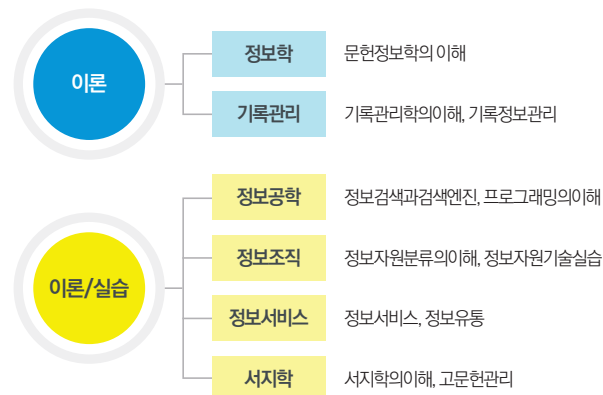 이론
정보학
문헌정보학의 이해
기록관리
기록관리학의이해, 기록정보관리
이론/실습
정보공학
정보검색과검색엔진, 프로그래밍의이해
정보조직
정보자원분류의이해, 정보자원기술실습
정보서비스
정보서비스, 정보유통
서지학
서지학의이해, 고문헌관리